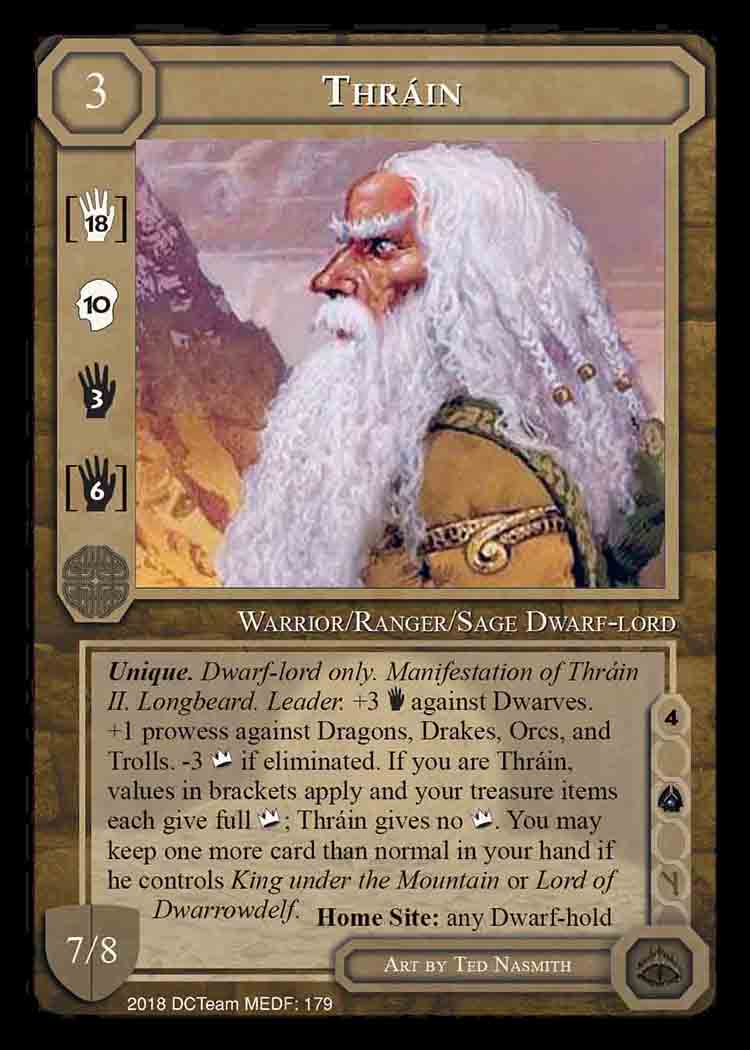 3
THRÁIN
[18]
10
3
[6]
WARRIOR/RANGER/SAGE DWARF-LORD
Unique. Dwarf-lord only. Manifestation of Thráin
II. Longbeard. Leader. +3 against Dwarves.
+1 prowess against Dragons, Drakes, Orcs, and
Trolls. -3 if eliminated. If you are Thráin,
values in brackets apply and your treasure items
each give full ; Thráin gives no . You may
keep one more card than normal in your hand if
he controls King under the Mountain or Lord of
Dwarrowdelf. Home Site: any Dwarf-hold
4
7/8
ART BY TED NASMITH
2018 DCTeam MEDF: 179